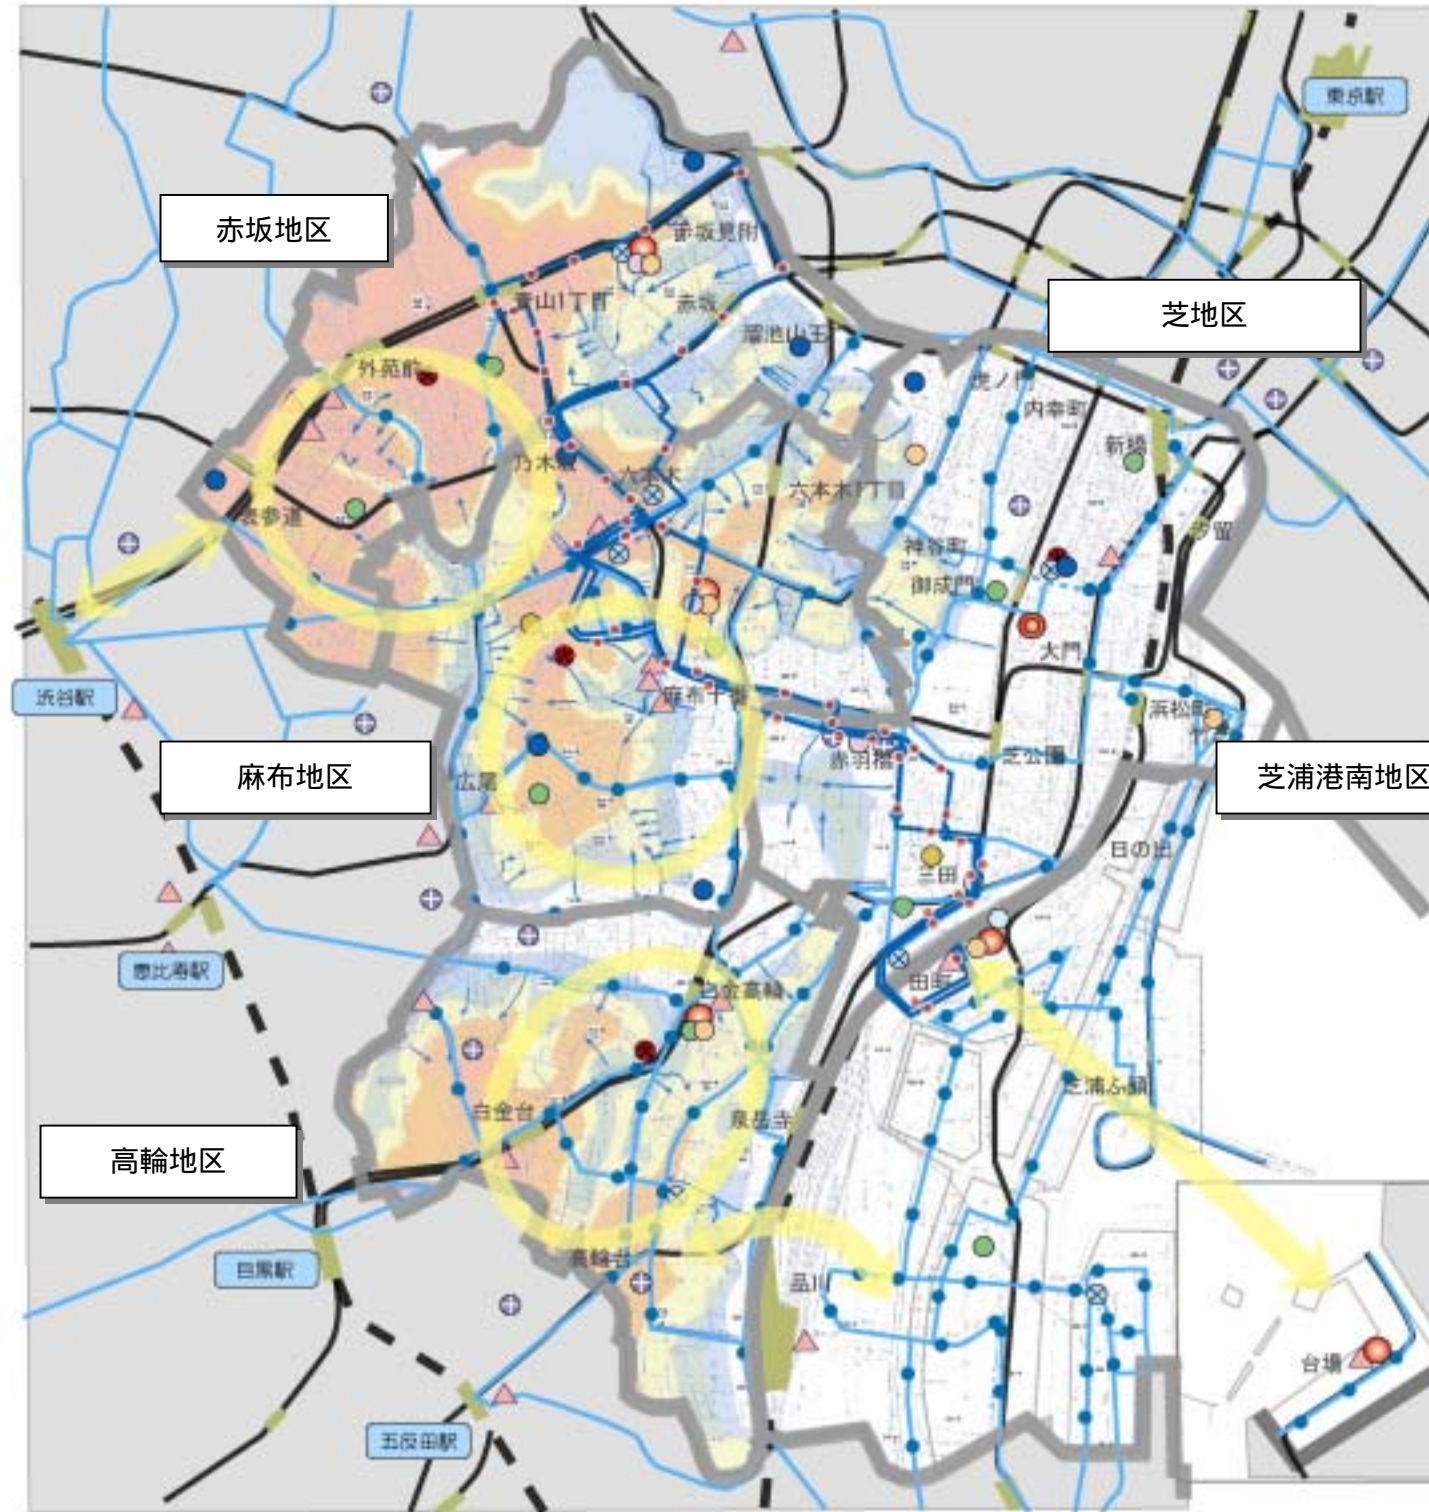 東京駅
赤坂地区
赤坂見附
芝地区
青山1丁目
赤坂
溜池山王
外苑前
虎ノ門
内幸町
新橋
乃木坂
六本木
六本木1丁目
表参道
汐留
神谷町
御成門
大門
渋谷駅
麻布十番
浜松町
麻布地区
広尾
赤羽橋
芝公園
芝浦港南地区
日の出
三田
恵比寿駅
田町
白金高輪
芝浦ふ頭
白金台
泉岳寺
高輪地区
目黒駅
高輪台
品川
台場
五反田駅